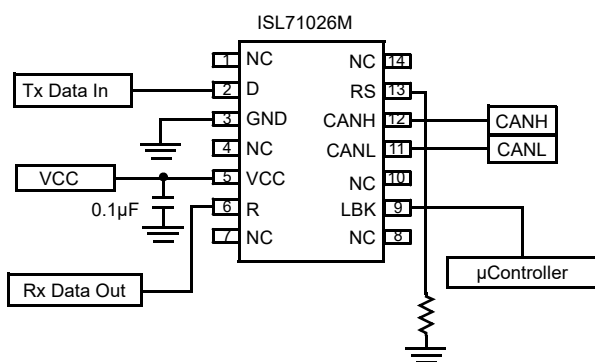 ISL71026M
1 NC NC 14
Tx Data In 2 D RS 13
3 GND CANH 12 CANH
4 NC CANL 11 CANL
VCC 5 VCC NC 10
0.1µF 6 R LBK 9
7 NC NC 8
µController
Rx Data Out